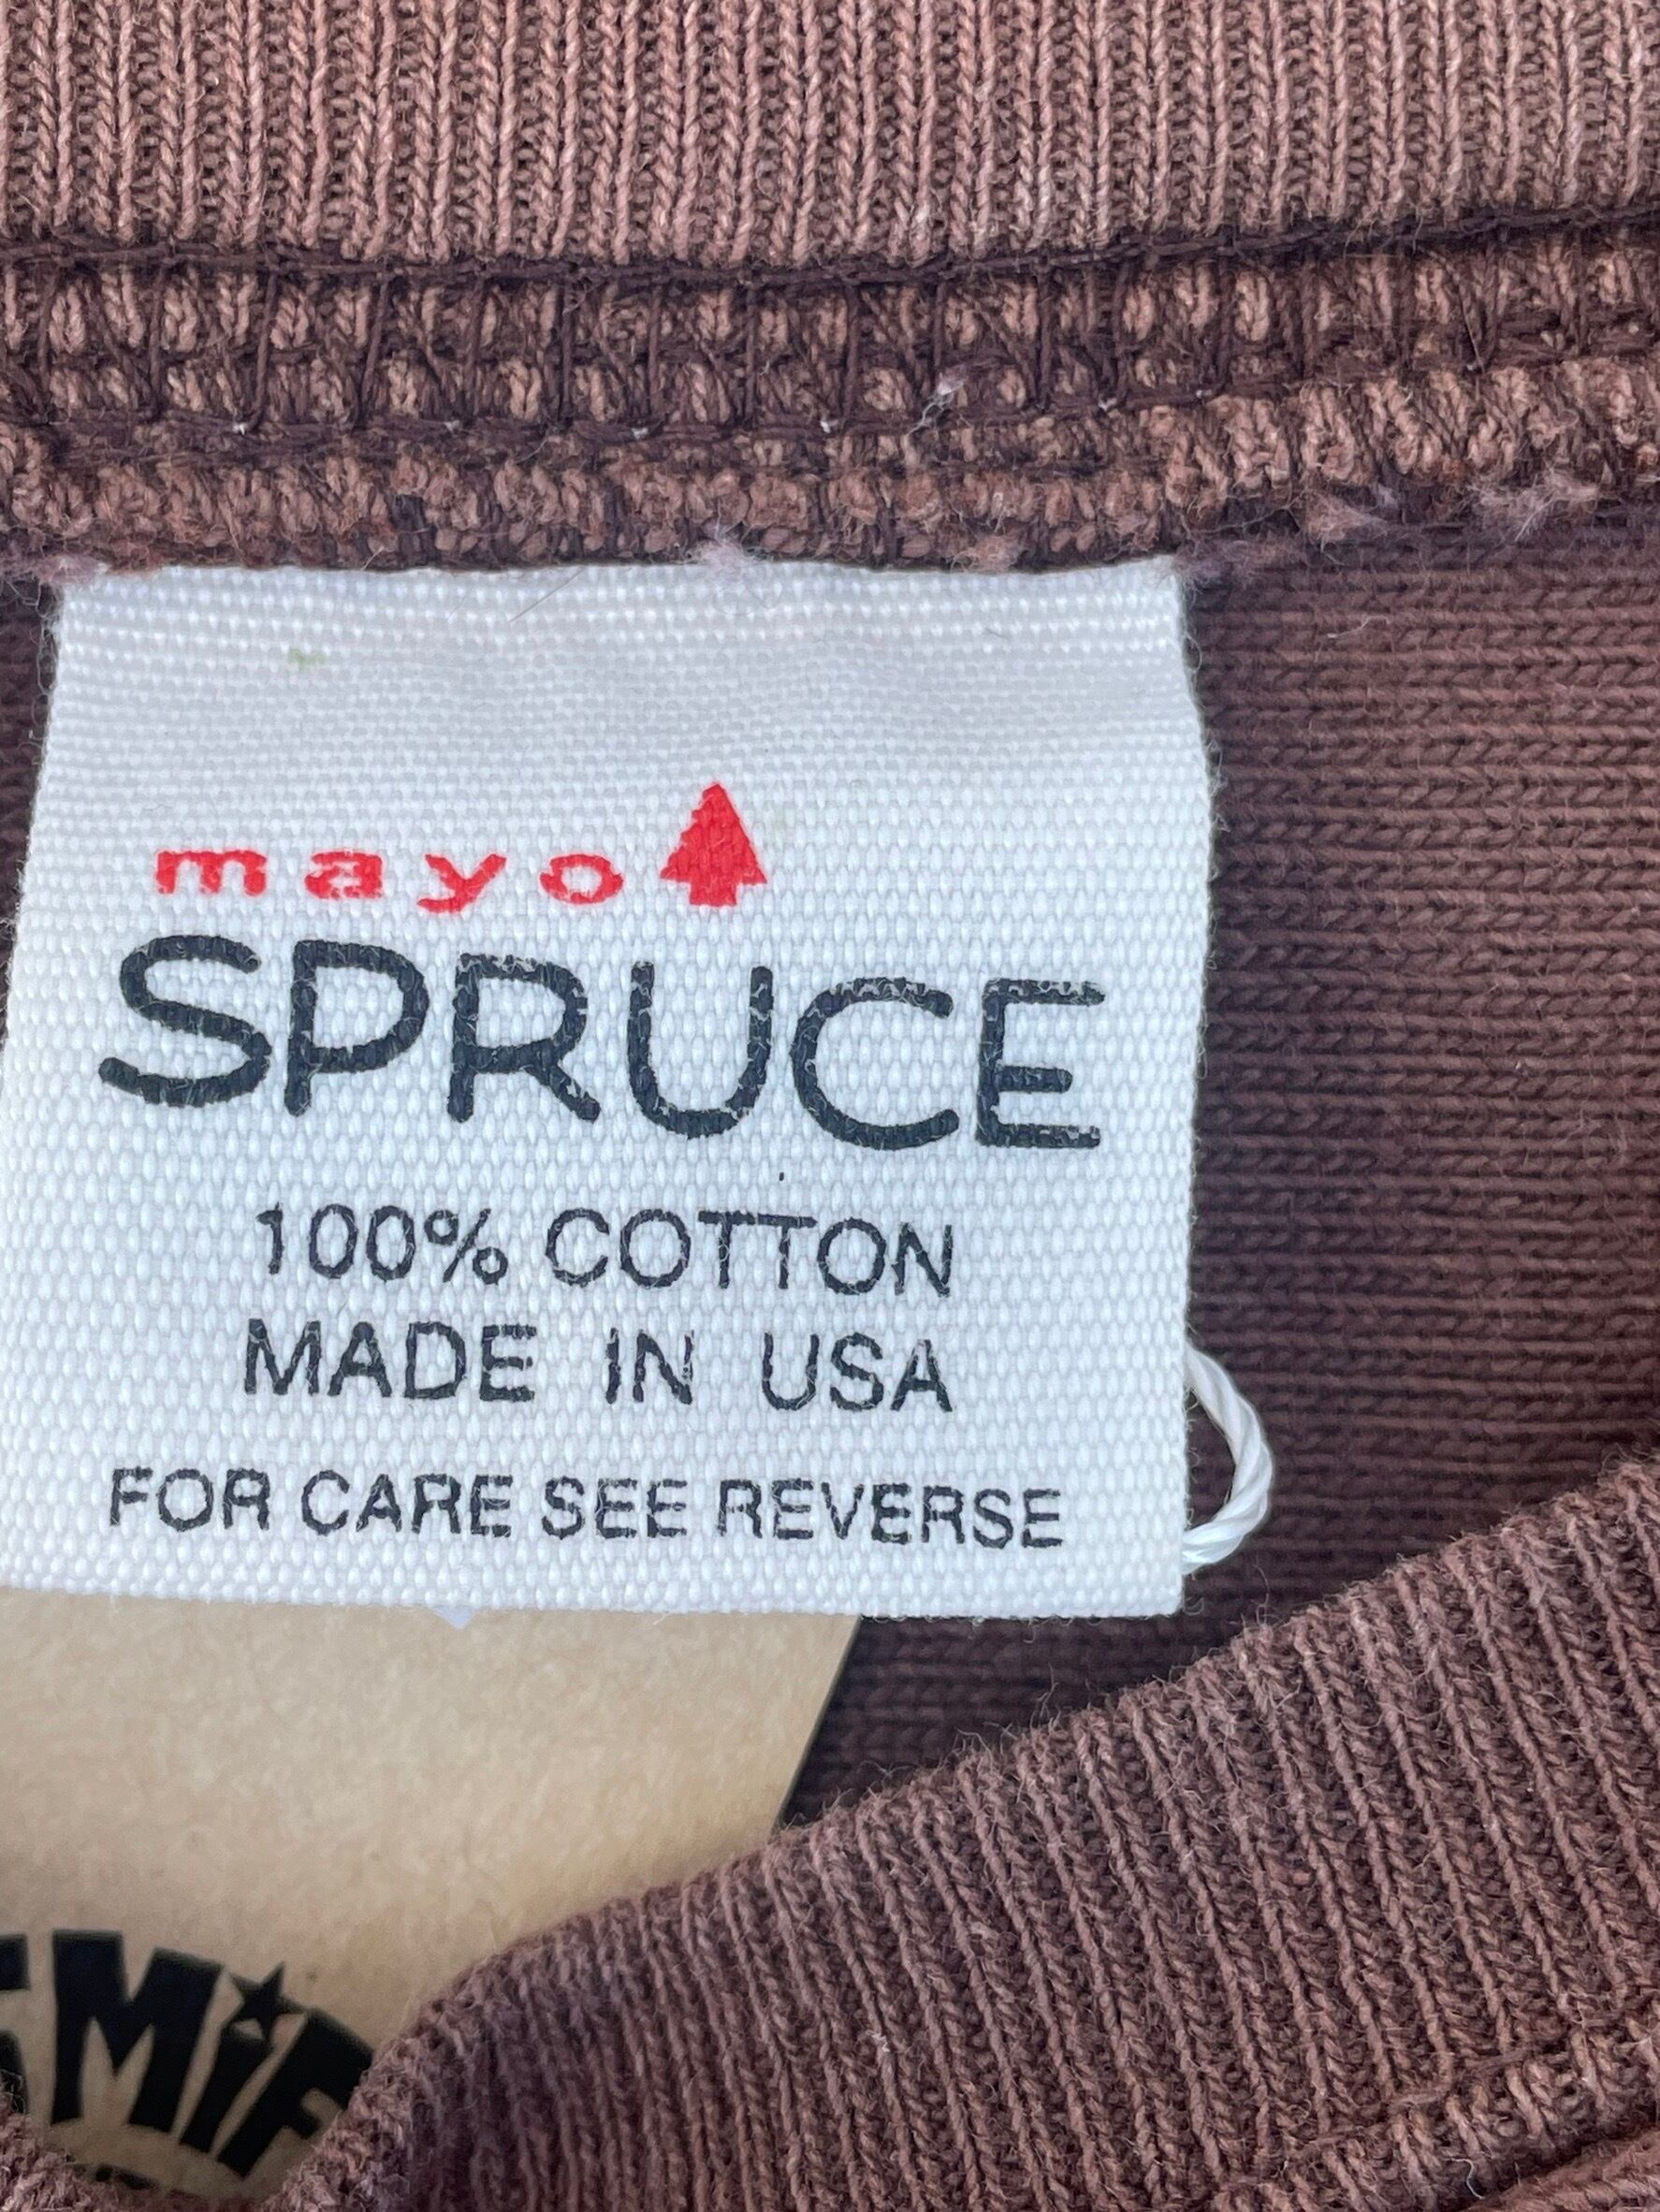 mayo
SPRUCE
100% COTTON
MADE IN USA
FOR CARE SEE REVERSE